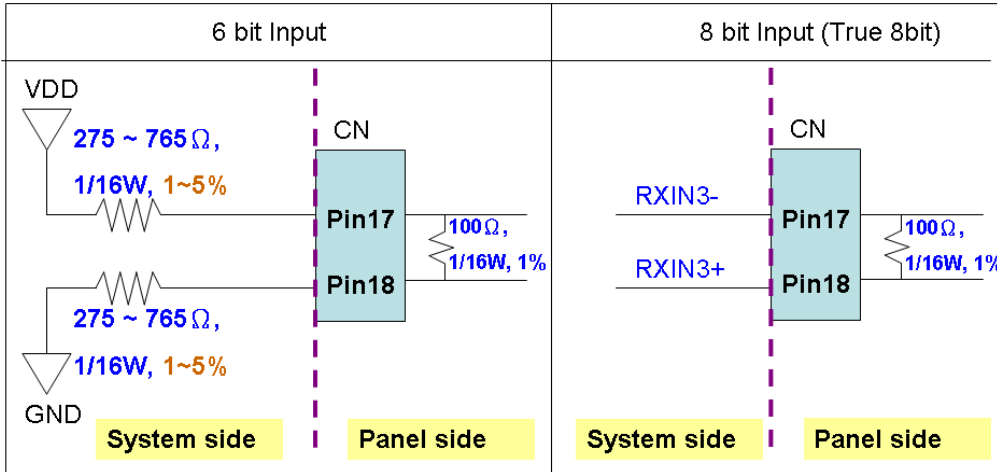 6 bit Input
VDD
275 ~ 765Ω,
1/16W, 1~5%
CN
Pin17
Pin18
100Ω,
1/16W, 1%
275 ~ 765Ω,
1/16W, 1~5%
GND
System side
Panel side
8 bit Input (True 8bit)
CN
RXIN3-
RXIN3+
Pin17
Pin18
100Ω,
1/16W, 1%
System side
Panel side